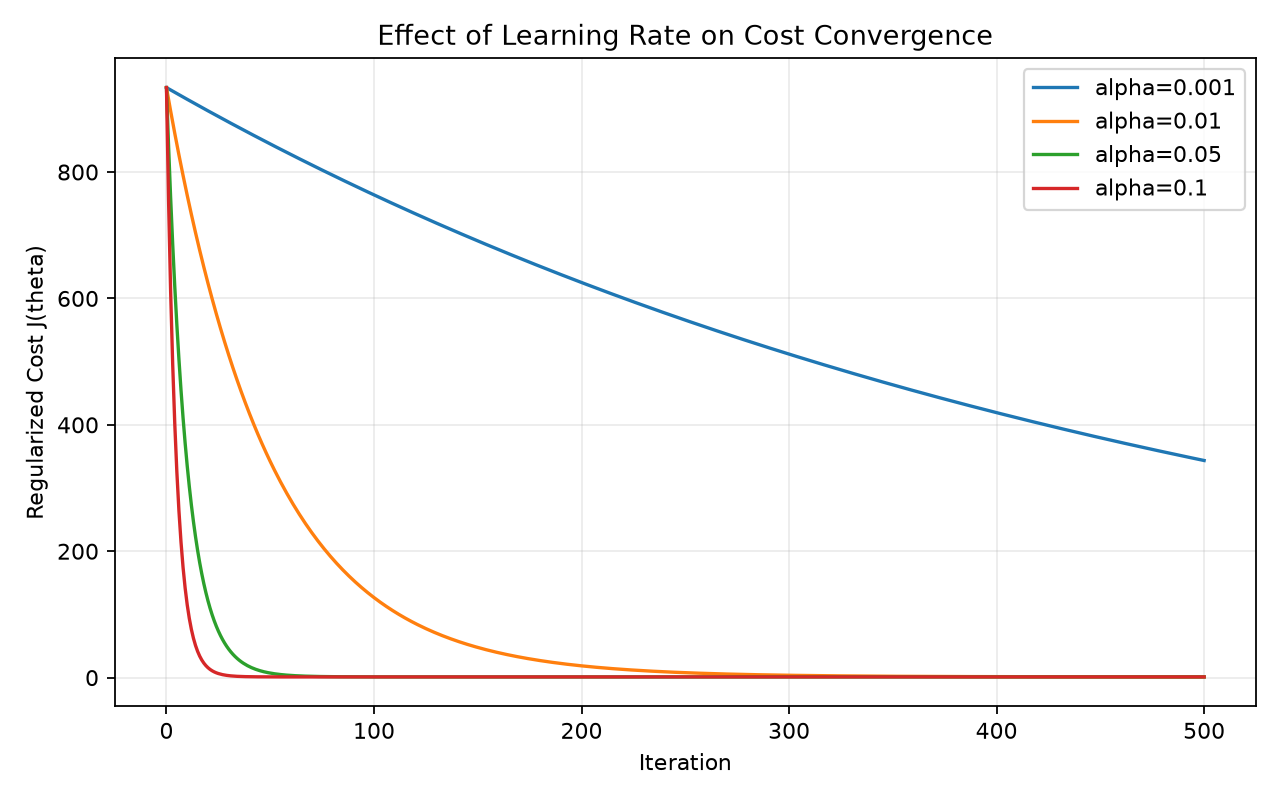 Effect of Learning Rate on Cost Convergence
alpha=0.001
alpha=0.01
alpha=0.05
alpha=0.1
Regularized Cost J(theta)
800
600
400
200
0
0 100 200 300 400 500
Iteration